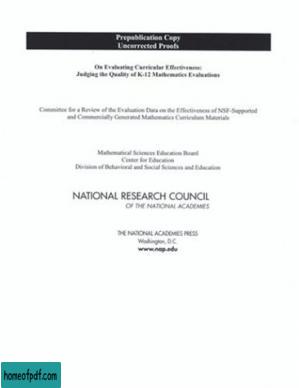 Prepublication Copy
Uncorrected Proofs
On Evaluating Curricular Effectiveness:
Judging the Quality of K-12 Mathematics Evaluations
Committee for a Review of the Evaluation Data on the Effectiveness of NSF-Supported
and Commercially Generated Mathematics Curriculum Materials
Mathematical Sciences Education Board
Center for Education
Division of Behavioral and Social Sciences and Education
NATIONAL RESEARCH COUNCIL
OF THE NATIONAL ACADEMIES
THE NATIONAL ACADEMIES PRESS
Washington, D.C.
www.nap.edu
homeofpdf.com